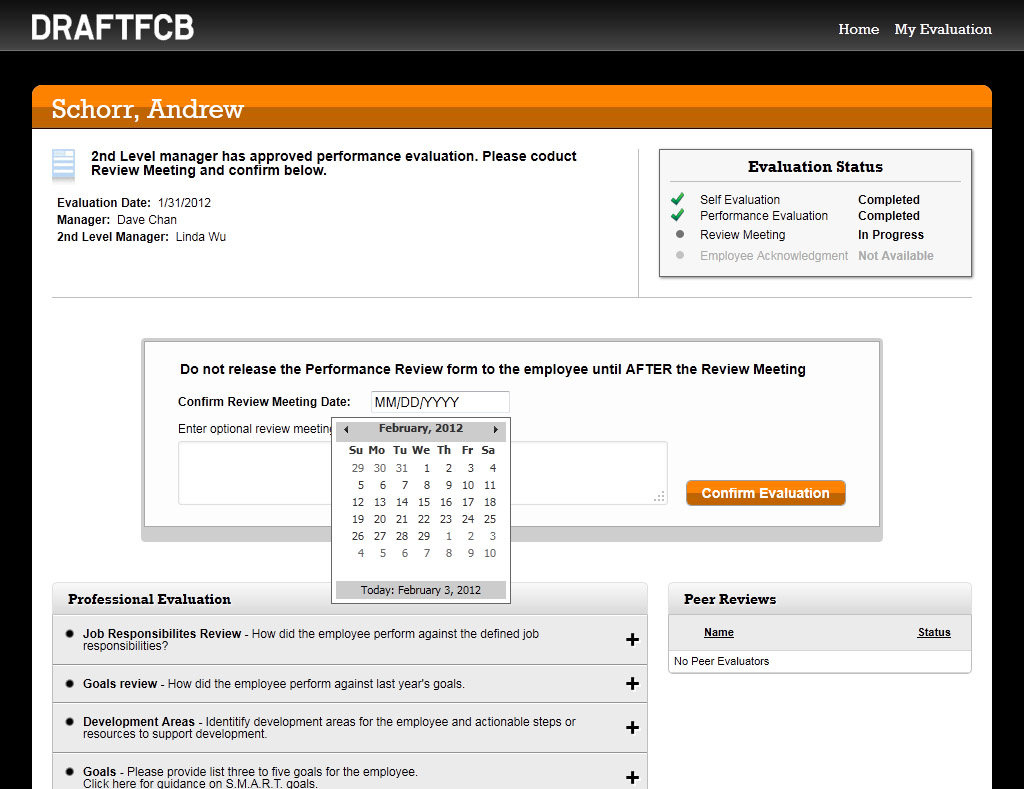 DRAFTFCB
Home My Evaluation
Schorr, Andrew
2nd Level manager has approved performance evaluation. Please coduct
Review Meeting and confirm below.
Evaluation Date: 1/31/2012
Manager: Dave Chan
2nd Level Manager: Linda Wu
Evaluation Status
Self Evaluation Completed
Performance Evaluation Completed
Review Meeting In Progress
Employee Acknowledgment Not Available
Do not release the Performance Review form to the employee until AFTER the Review Meeting
Confirm Review Meeting Date: MM/DD/YYYY
Enter optional review meeting
February, 2012
Su Mo Tu We Th Fr Sa
29 30 31 1 2 3 4
5 6 7 8 9 10 11
12 13 14 15 16 17 18
19 20 21 22 23 24 25
26 27 28 29 1 2 3
4 5 6 7 8 9 10
Today: February 3, 2012
Confirm Evaluation
Professional Evaluation
Job Responsibilites Review - How did the employee perform against the defined job
responsibilities?
Goals review - How did the employee perform against last year's goals.
Development Areas - Identitify development areas for the employee and actionable steps or
resources to support development.
Goals - Please provide list three to five goals for the employee.
Click here for guidance on S.M.A.R.T. goals.
Peer Reviews
Name Status
No Peer Evaluators